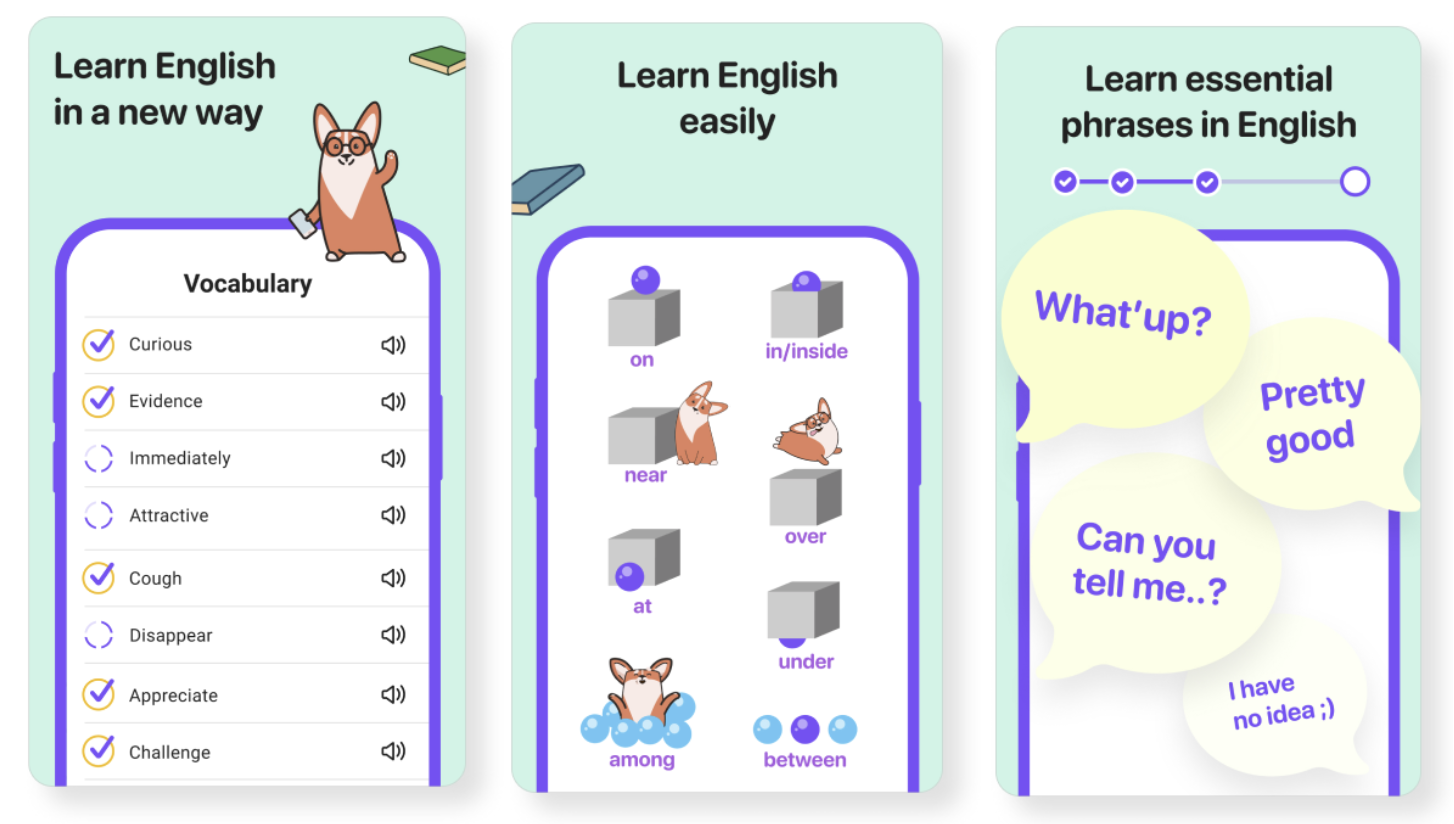 Learn English
in a new way
Vocabulary
Curious
Evidence
Immediately
Attractive
Cough
Disappear
Appreciate
Challenge
Learn English
easily
on
in/inside
near
over
at
under
among
between
Learn essential
phrases in English
What'up?
Pretty
good
Can you
tell me..?
I have
no idea ;)